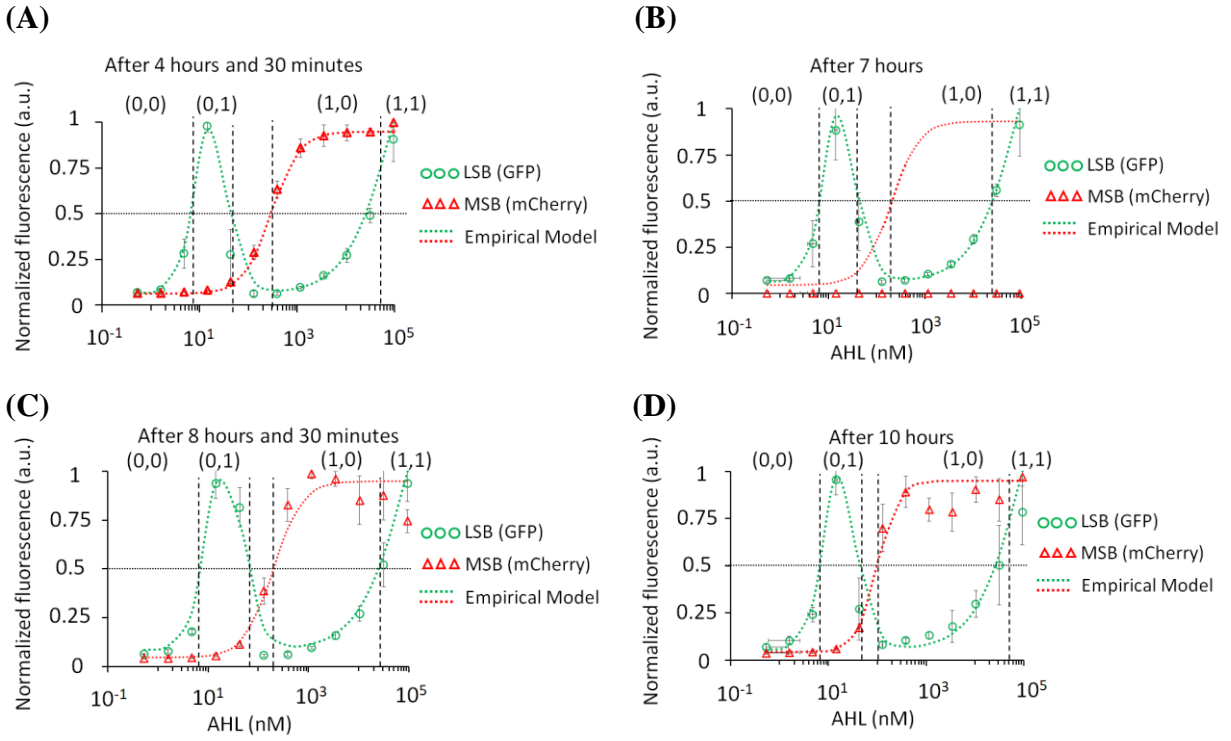 (A)
After 4 hours and 30 minutes
(0,0) (0,1) (1,0) (1,1)
Normalized fluorescence (a.u.)
1
0.75
0.5
0.25
0
10-1 101 103 105
LSB (GFP)
MSB (mCherry)
Empirical Model
(B)
After 7 hours
(0,0) (0,1) (1,0) (1,1)
Normalized fluorescence (a.u.)
1
0.75
0.5
0.25
0
10-1 101 103 105
AHL (nM)
LSB (GFP)
MSB (mCherry)
Empirical Model
(C)
After 8 hours and 30 minutes
(0,0) (0,1) (1,0) (1,1)
Normalized fluorescence (a.u.)
1
0.75
0.5
0.25
0
10-1 101 103 105
AHL (nM)
LSB (GFP)
MSB (mCherry)
Empirical Model
(D)
After 10 hours
(0,0) (0,1) (1,0) (1,1)
Normalized fluorescence (a.u.)
1
0.75
0.5
0.25
0
10-1 101 103 105
AHL (nM)
LSB (GFP)
MSB (mCherry)
Empirical Model